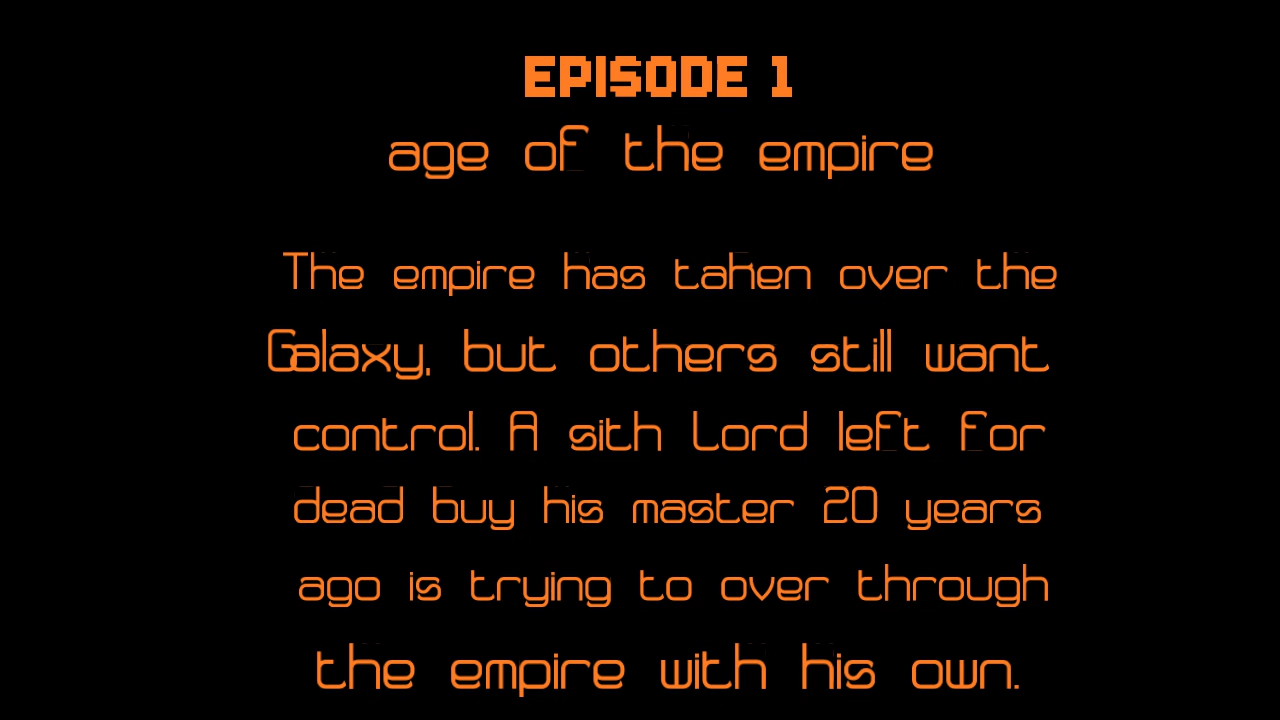 EPISODE 1
age of the empire
The empire has taken over the
Galaxy, but others still want
control. A sith Lord left for
dead buy his master 20 years
ago is trying to over through
the empire with his own.